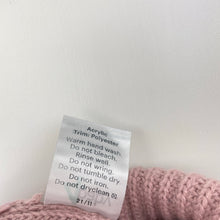 Acrylic
Trim: Polyester
Warm hand wash.
Do not bleach.
Rinse well.
Do not wring.
Do not tumble dry.
Do not iron.
Do not dryclean
21/11